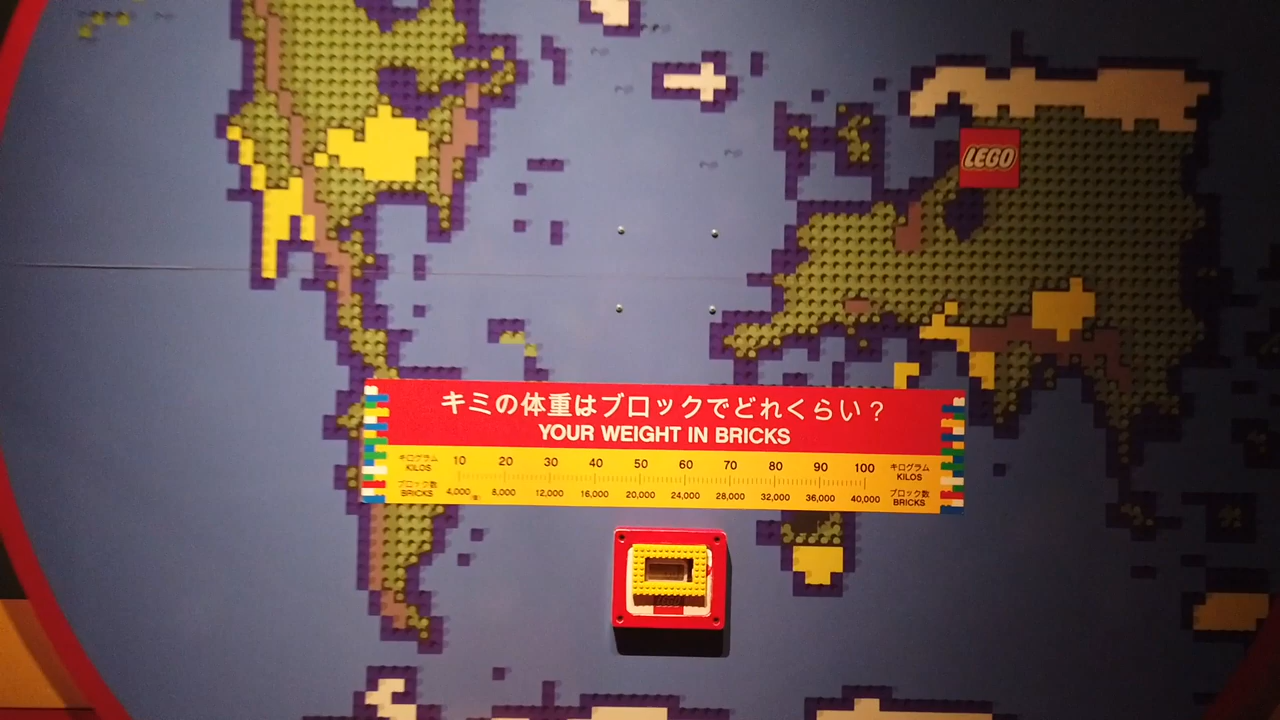 LEGO
キミの体重はブロックでどれくらい？
YOUR WEIGHT IN BRICKS
キログラム 10 20 30 40 50 60 70 80 90 100 キログラム
KILOS KILOS
ブロック数 4,000 8,000 12,000 16,000 20,000 24,000 28,000 32,000 36,000 40,000 ブロック数
BRICKS BRICKS